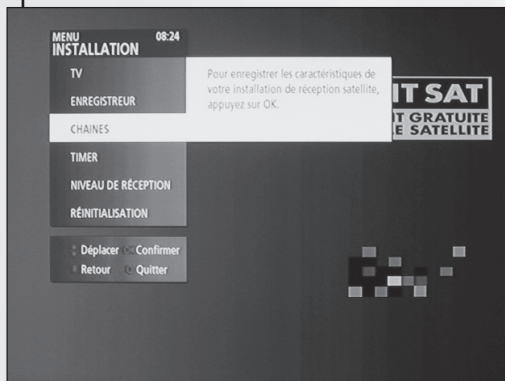 MENU 08:24
INSTALLATION
TV
ENREGISTREUR
CHAINES
TIMER
NIVEAU DE RÉCEPTION
RÉINITIALISATION
Pour enregistrer les caractéristiques de
votre installation de réception satellite,
appuyez sur OK.
IT SAT
IT GRATUITE
E SATELLITE
Déplacer OK Confirmer
Retour Quitter